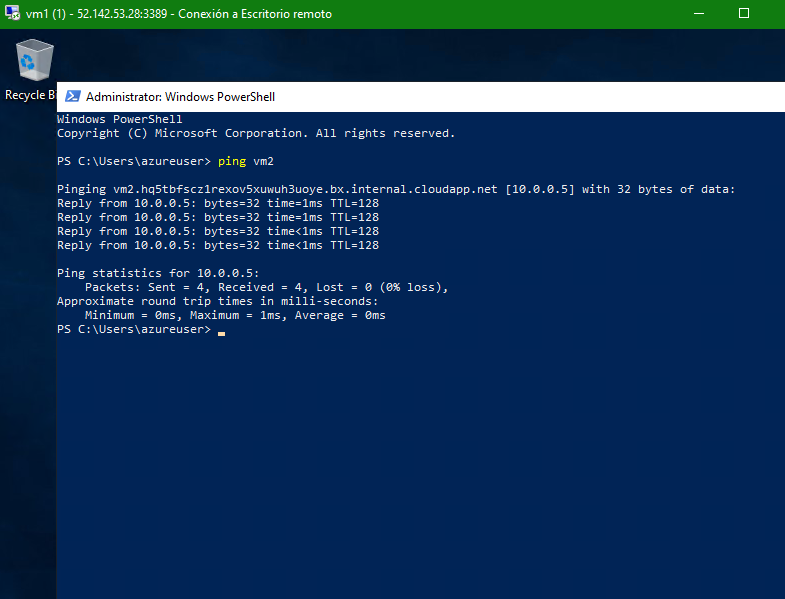 vm1 (1) - 52.142.53.28:3389 - Conexión a Escritorio remoto
Recycle Bi
Administrator: Windows PowerShell
Windows PowerShell
Copyright (C) Microsoft Corporation. All rights reserved.
PS C:\Users\azureuser> ping vm2
Pinging vm2.hq5tbfscz1rexov5xuwuh3uoye.bx.internal.cloudapp.net [10.0.0.5] with 32 bytes of data:
Reply from 10.0.0.5: bytes=32 time=1ms TTL=128
Reply from 10.0.0.5: bytes=32 time=1ms TTL=128
Reply from 10.0.0.5: bytes=32 time<1ms TTL=128
Reply from 10.0.0.5: bytes=32 time<1ms TTL=128
Ping statistics for 10.0.0.5:
Packets: Sent = 4, Received = 4, Lost = 0 (0% loss),
Approximate round trip times in milli-seconds:
Minimum = 0ms, Maximum = 1ms, Average = 0ms
PS C:\Users\azureuser>